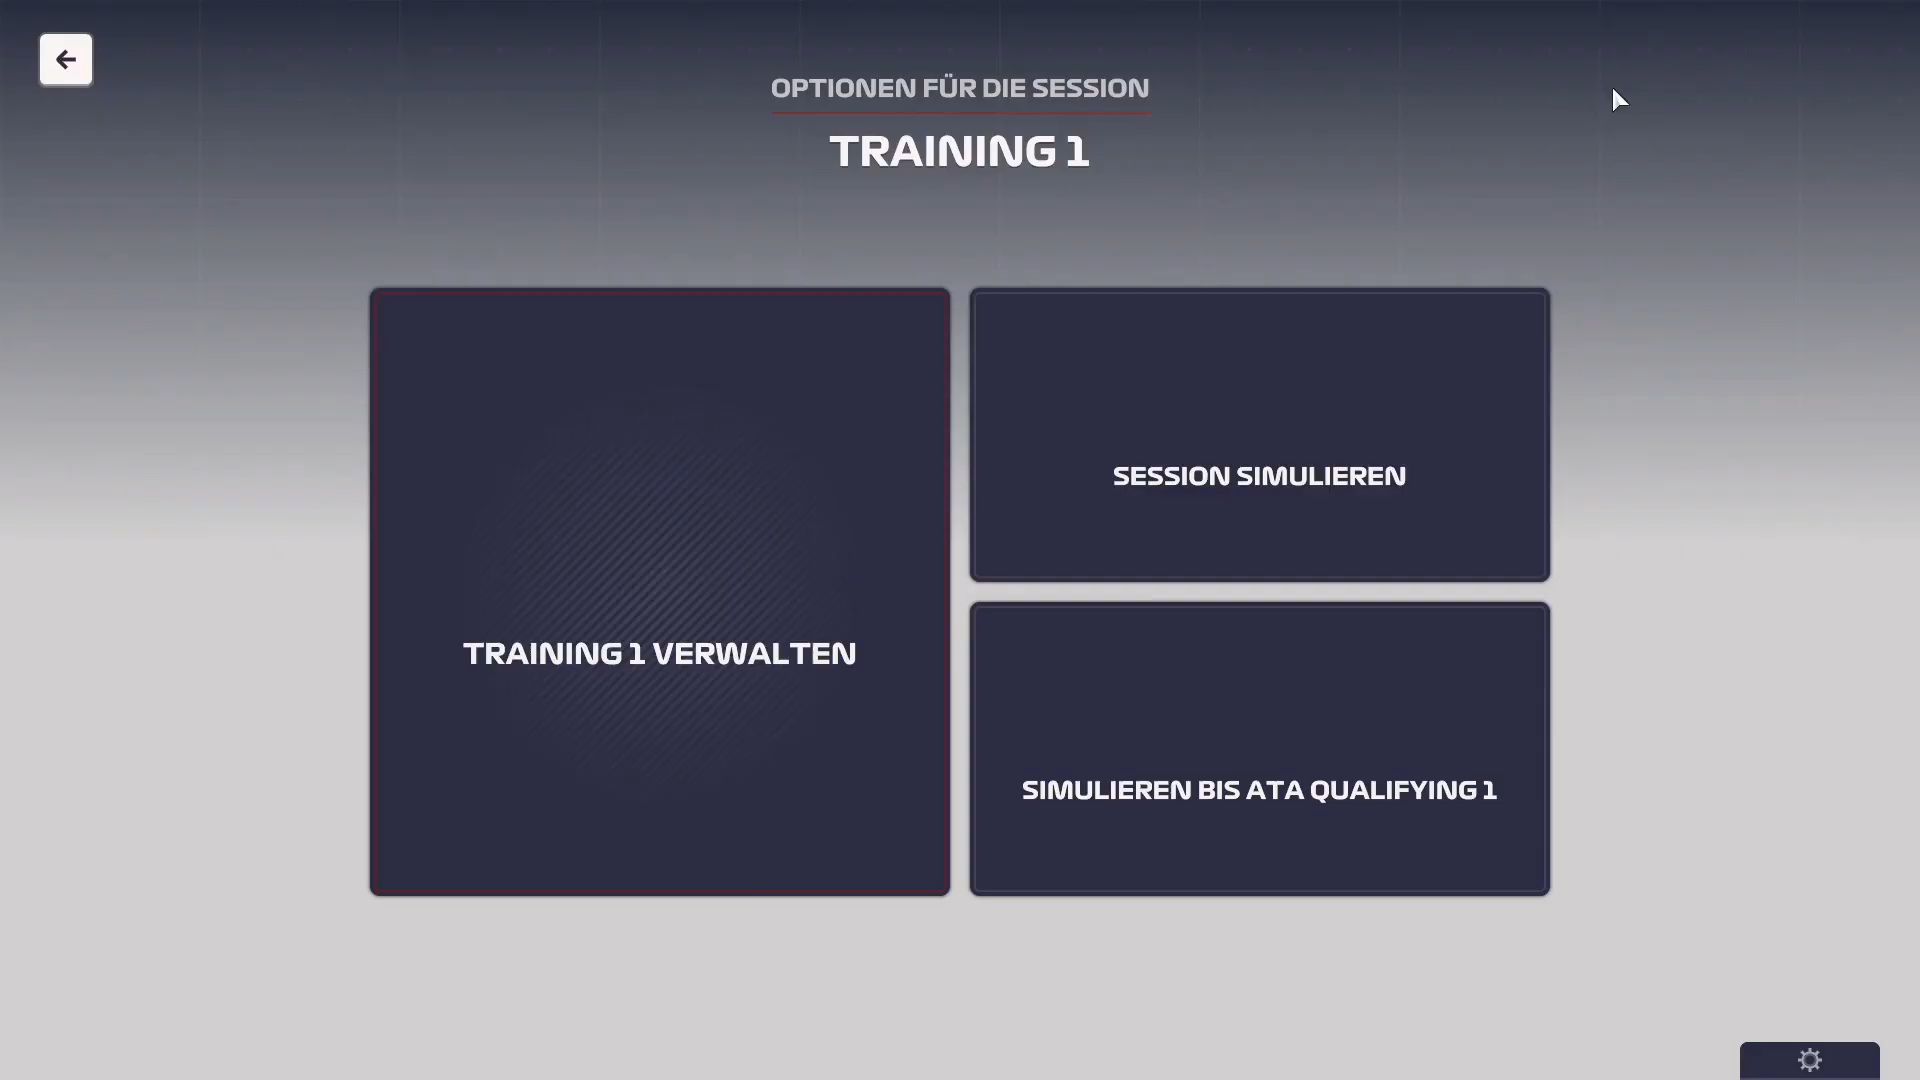 OPTIONEN FÜR DIE SESSION
TRAINING 1
TRAINING 1 VERWALTEN
SESSION SIMULIEREN
SIMULIEREN BIS ATA QUALIFYING 1